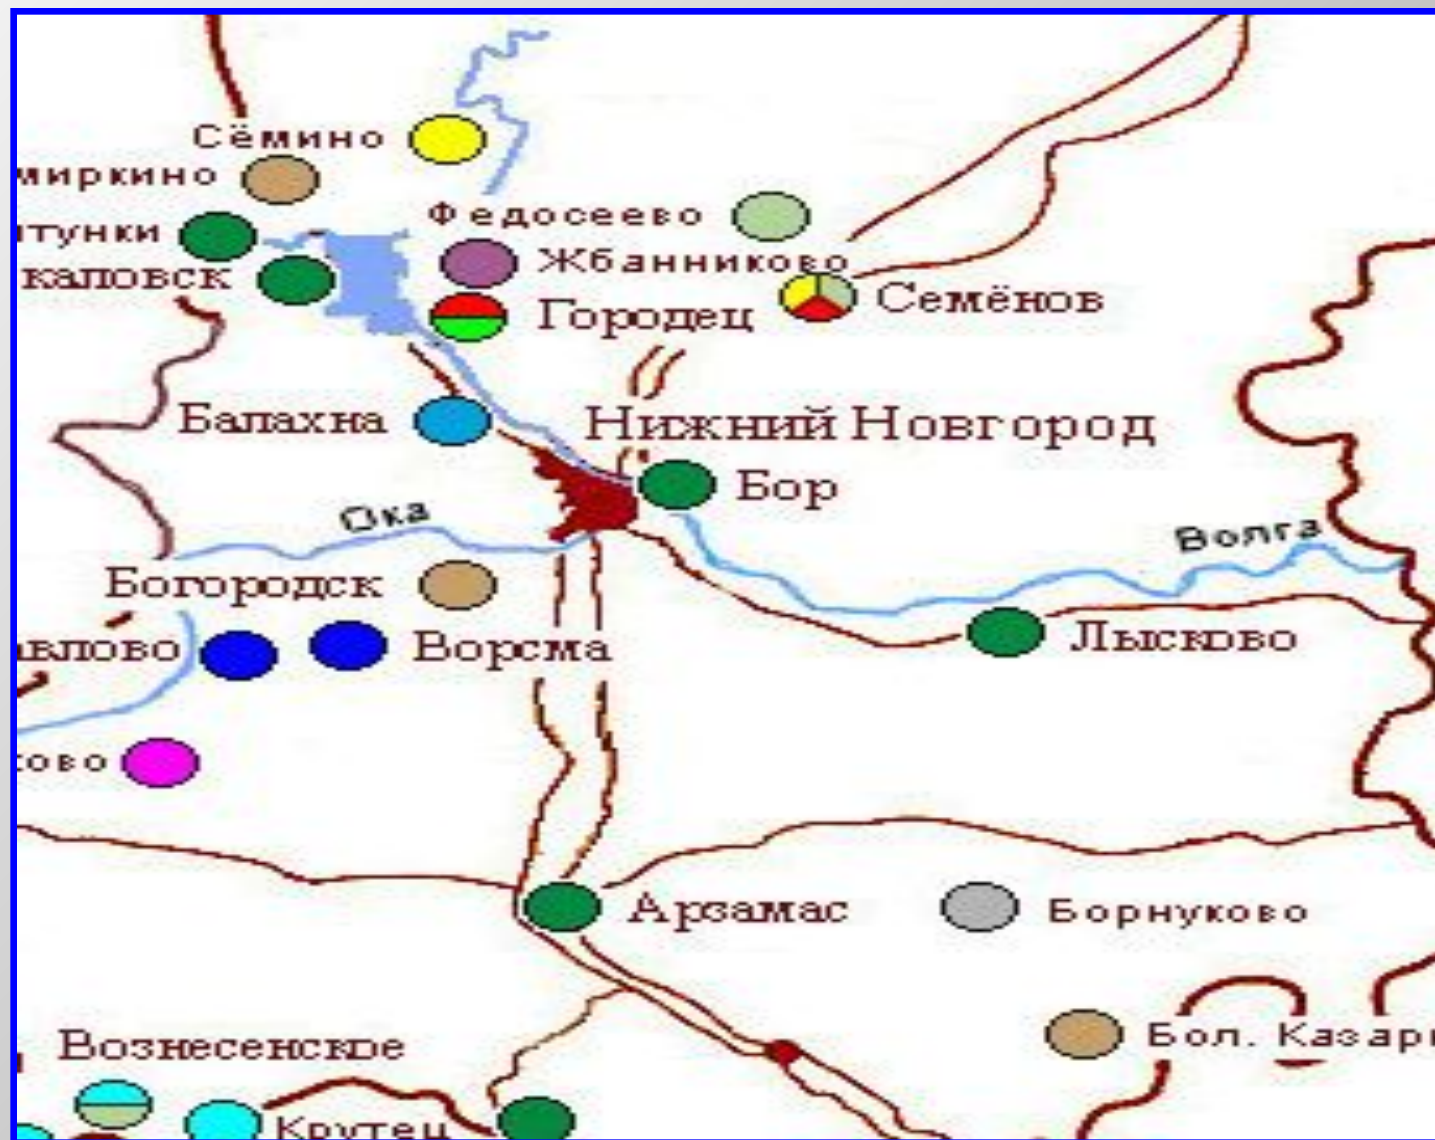 Сёмино
миркино
Федосеево
тунки
Жбанниково
каловск
Семёнов
Городец
Балахна
Нижний Новгород
Бор
Ока
Волга
Богородск
авлово
Ворсма
Лысково
ково
Арзамас
Борнуково
Бол. Казар
Вознесенское
Крутец